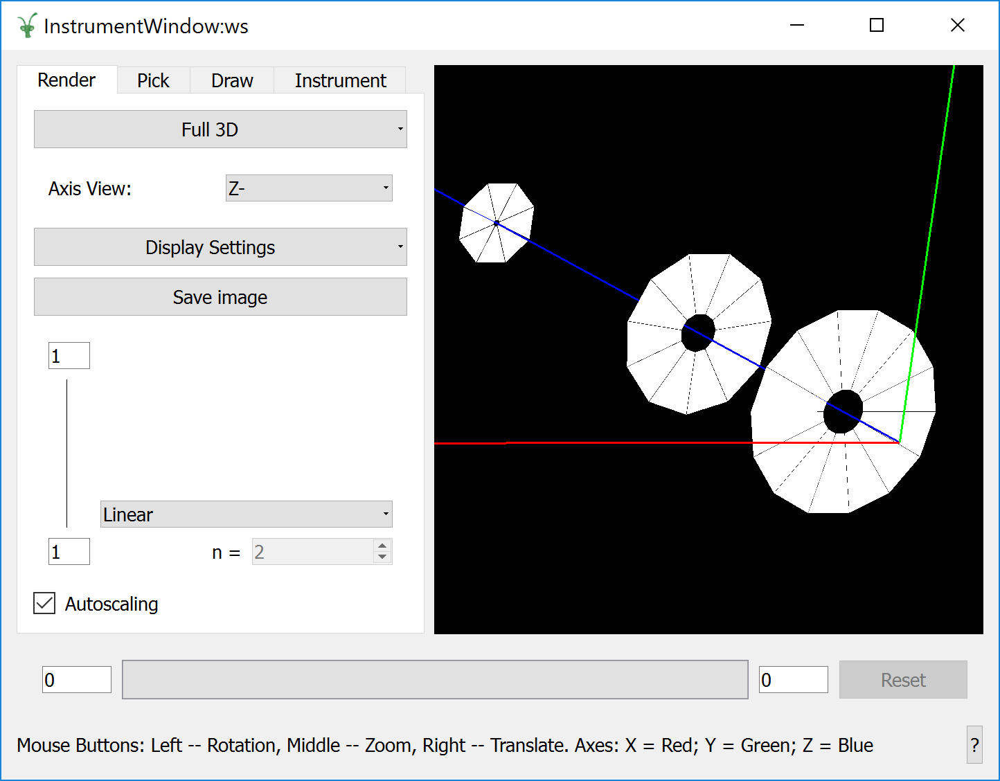 InstrumentWindow:ws
Render Pick Draw Instrument
Full 3D
Axis View: Z-
Display Settings
Save image
1
Linear
1 n = 2
Autoscaling
0 0 Reset
Mouse Buttons: Left -- Rotation, Middle -- Zoom, Right -- Translate. Axes: X = Red; Y = Green; Z = Blue ?